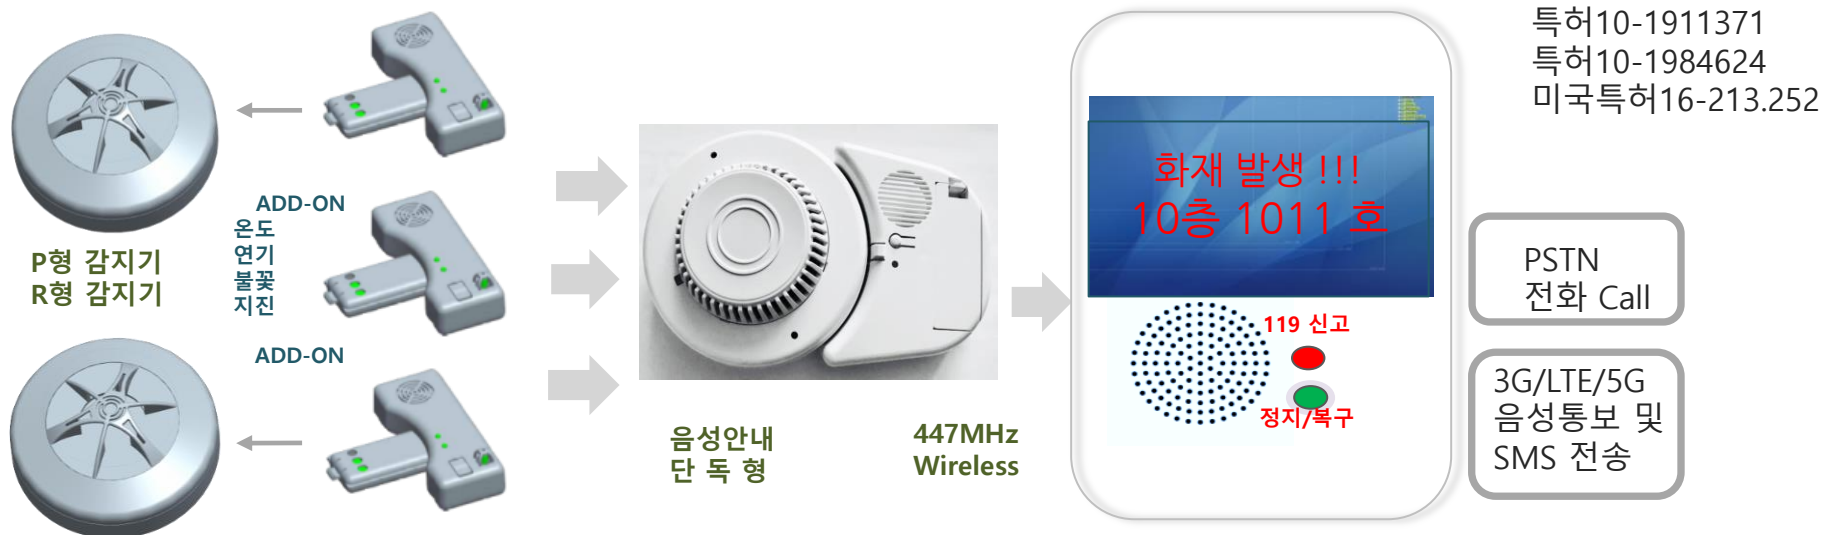 특허10-1911371
특허10-1984624
미국특허16-213.252
P형 감지기
R형 감지기
ADD-ON
온도
연기
불꽃
지진
ADD-ON
음성안내
단 독 형
447MHz
Wireless
화재 발생 !!!
10층 1011 호
119 신고
정지/복구
PSTN
전화 Call
3G/LTE/5G
음성통보 및
SMS 전송